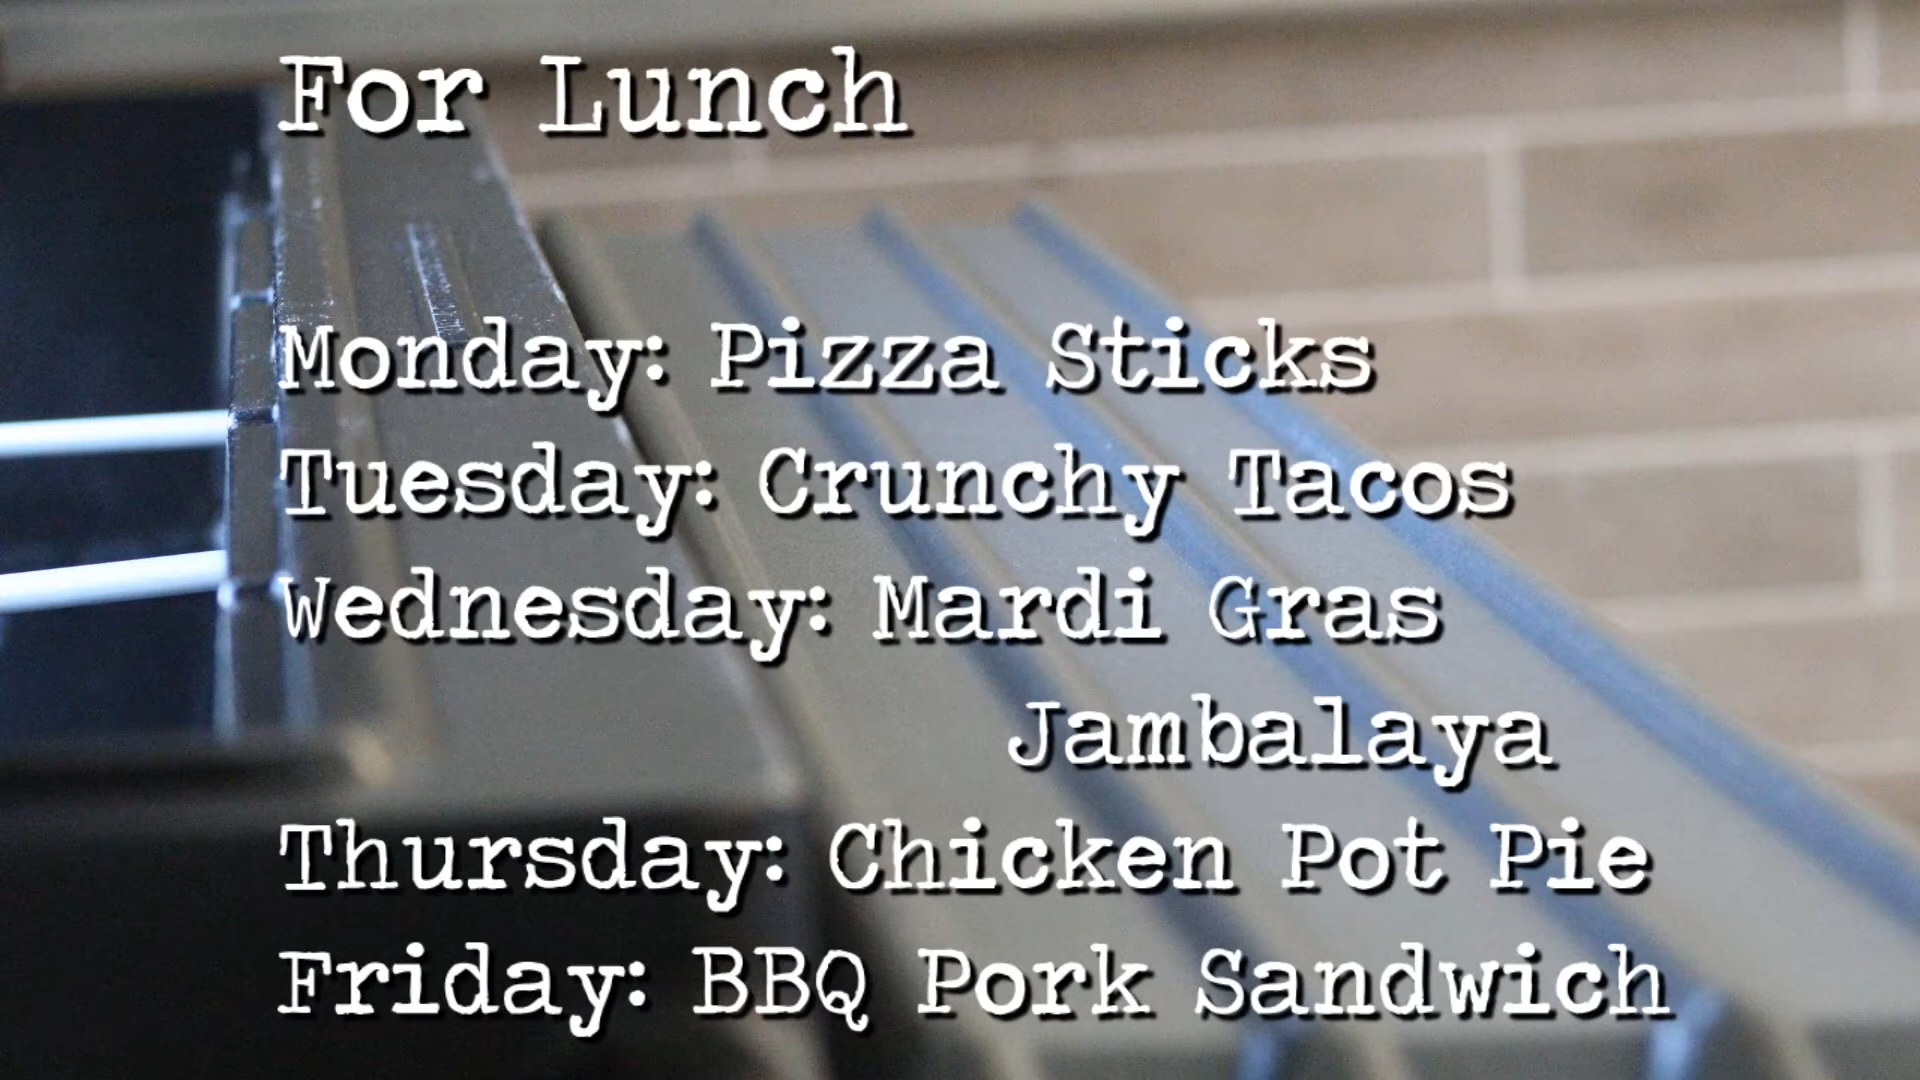 For Lunch
Monday: Pizza Sticks
Tuesday: Crunchy Tacos
Wednesday: Mardi Gras
Jambalaya
Thursday: Chicken Pot Pie
Friday: BBQ Pork Sandwich